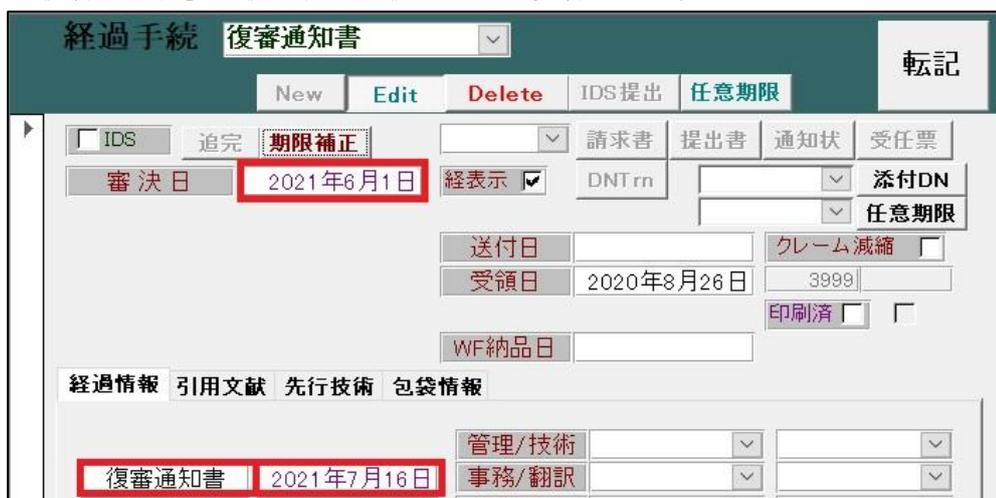 経過手続 復審通知書
転記
New Edit Delete IDS提出 任意期限
IDS 追完 期限補正 請求書 提出書 通知状 受任票
審決日 2021年6月1日 経表示 DNTrn 添付DN
任意期限
送付日 クレーム減縮
受領日 2020年8月26日 3999
印刷済
WF納品日
経過情報 引用文献 先行技術 包袋情報
管理/技術
復審通知書 2021年7月16日 事務/翻訳